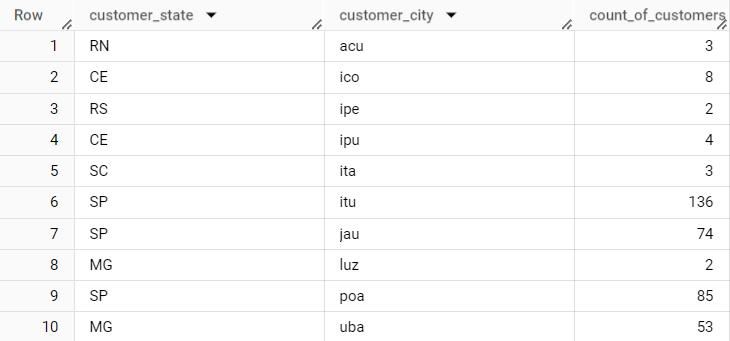 Row customer_state customer_city count_of_customers
1 RN acu 3
2 CE ico 8
3 RS ipe 2
4 CE ipu 4
5 SC ita 3
6 SP itu 136
7 SP jau 74
8 MG luz 2
9 SP poa 85
10 MG uba 53